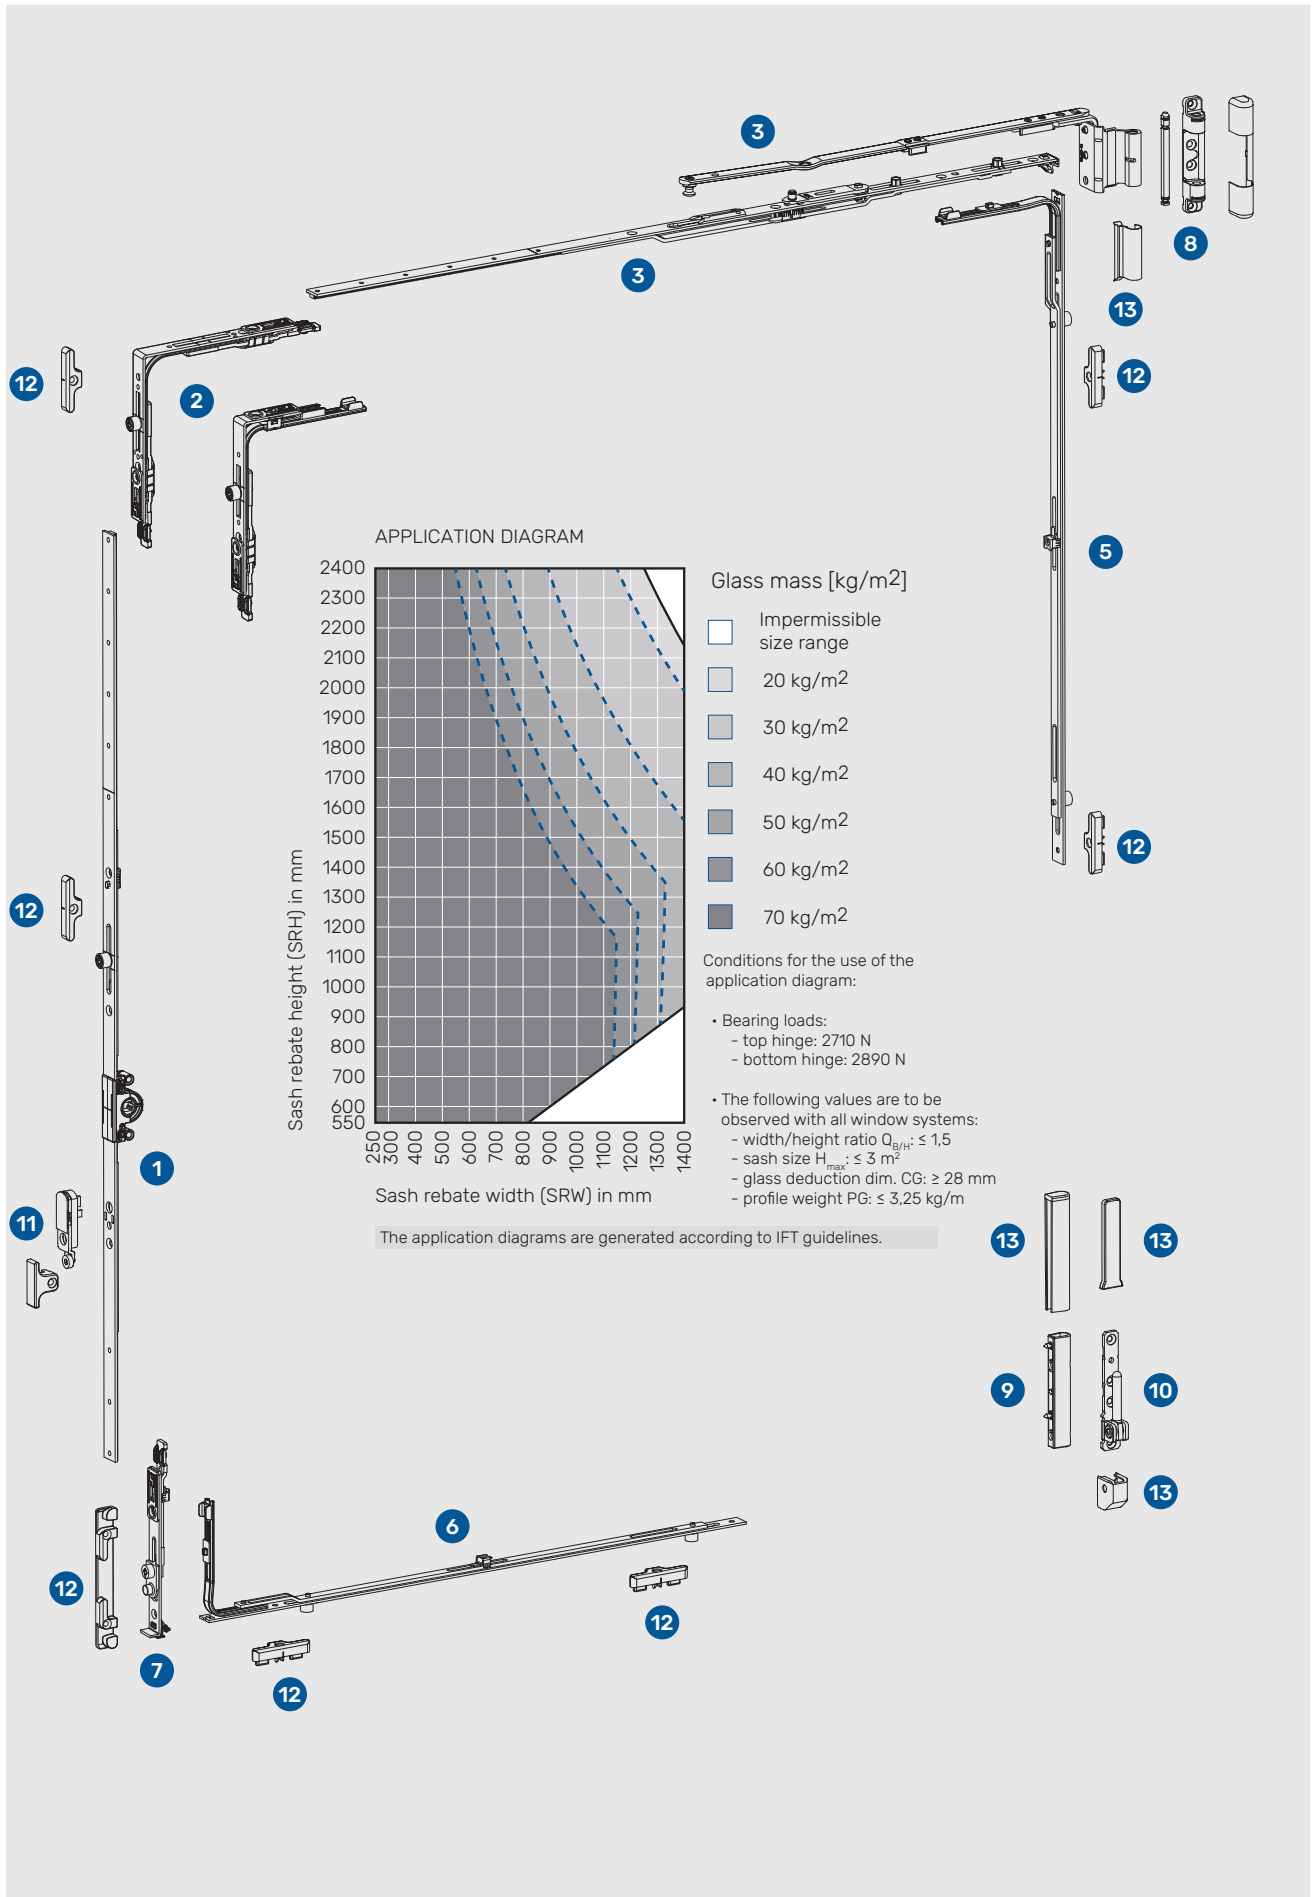 3
3
8
13
12
2
12
5
APPLICATION DIAGRAM
2400
2300
2200
2100
2000
1900
1800
1700
1600
1500
1400
1300
1200
1100
1000
900
800
700
600
550
Sash rebate height (SRH) in mm
250
300
400
500
600
700
800
900
1000
1100
1200
1300
1400
Sash rebate width (SRW) in mm
The application diagrams are generated according to IFT guidelines.
Glass mass [kg/m2]
Impermissible
size range
20 kg/m2
30 kg/m2
40 kg/m2
50 kg/m2
60 kg/m2
70 kg/m2
Conditions for the use of the
application diagram:
• Bearing loads:
- top hinge: 2710 N
- bottom hinge: 2890 N
• The following values are to be
observed with all window systems:
- width/height ratio Q_B/H: ≤ 1,5
- sash size H_max: ≤ 3 m²
- glass deduction dim. CG: ≥ 28 mm
- profile weight PG: ≤ 3,25 kg/m
12
12
1
11
13
13
9
10
13
6
12
12
7
12